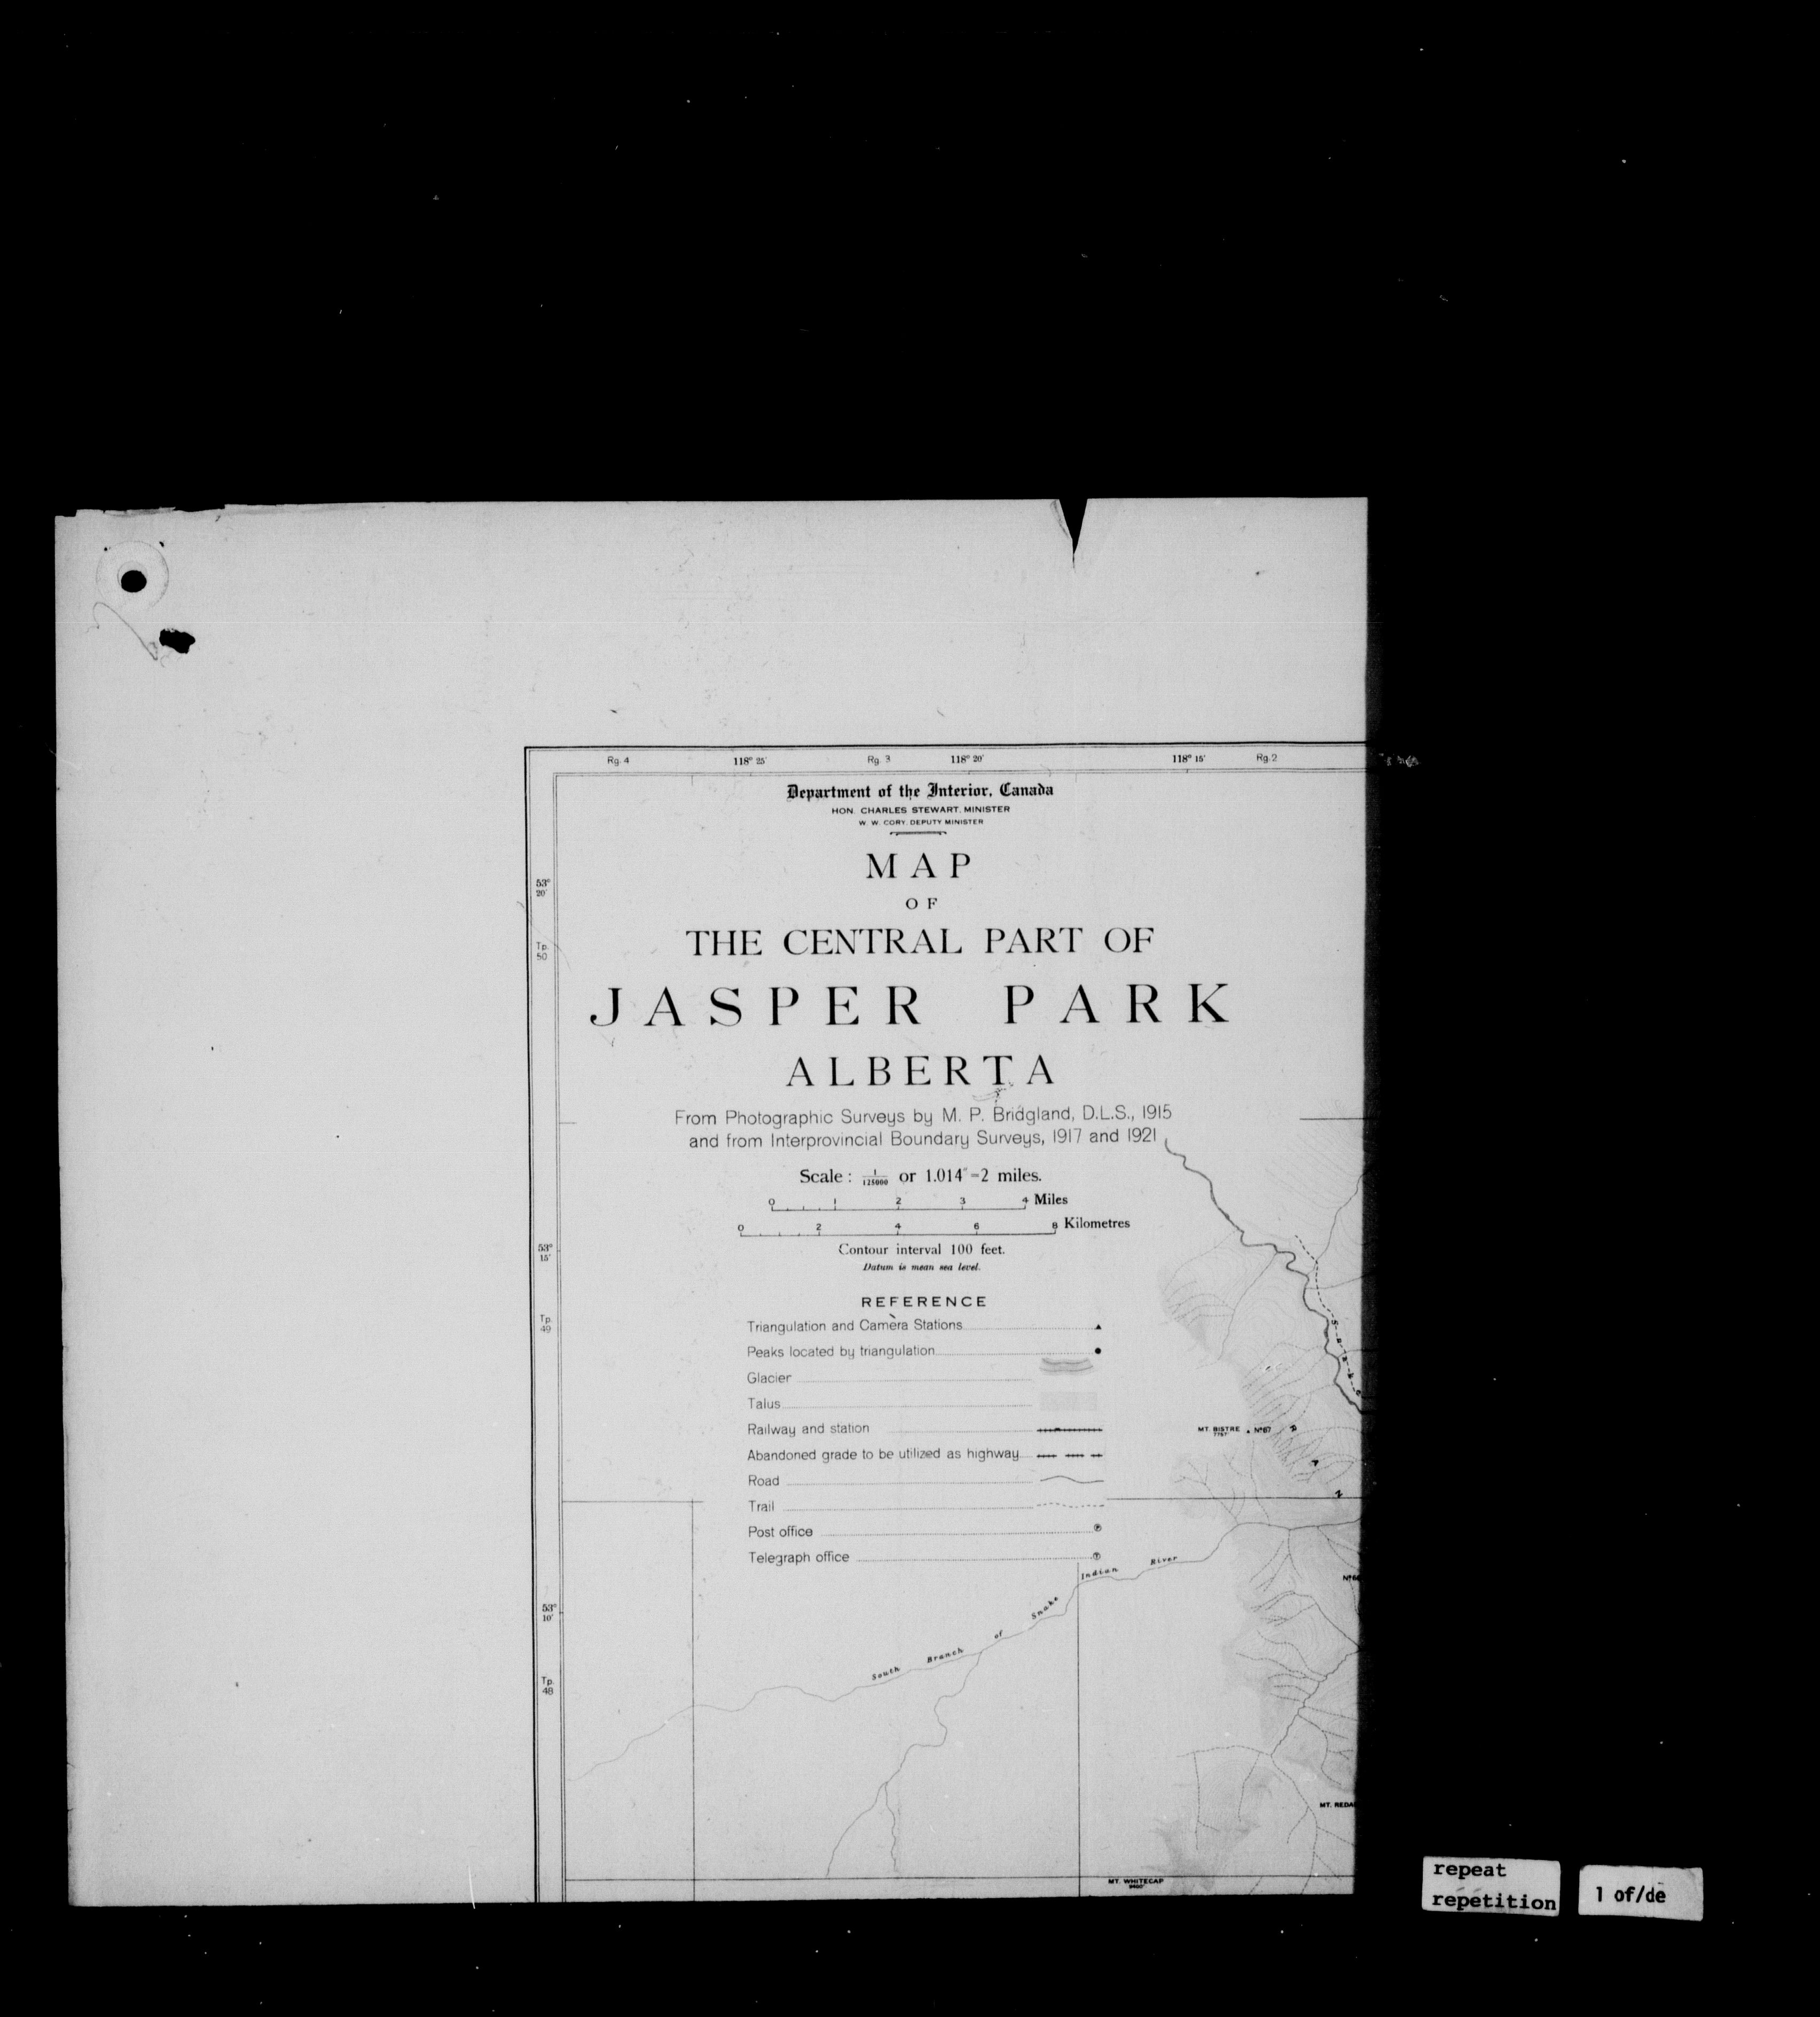 Rg. 4 118° 25' Rg. 3 118° 20' 118° 15' Rg. 2
Department of the Interior, Canada
HON. CHARLES STEWART, MINISTER
W. W. CORY, DEPUTY MINISTER
MAP
OF
THE CENTRAL PART OF
JASPER PARK
ALBERTA
From Photographic Surveys by M. P. Bridgland, D.L.S., 1915
and from Interprovincial Boundary Surveys, 1917 and 1921
Scale: 1/125000 or 1.014"=2 miles.
0 1 2 3 4 Miles
0 2 4 6 8 Kilometres
Contour interval 100 feet.
Datum is mean sea level.
REFERENCE
Triangulation and Camera Stations
Peaks located by triangulation
Glacier
Talus
Railway and station
Abandoned grade to be utilized as highway
Road
Trail
Post office P
Telegraph office T
53° 20'
Tp. 50
53° 15'
Tp. 49
53° 10'
Tp. 48
MT. BISTRE Nº67
R A N
South Branch of Snake Indian River
MT. REDA
MT. WHITECAP
repeat
repetition
1 of/de